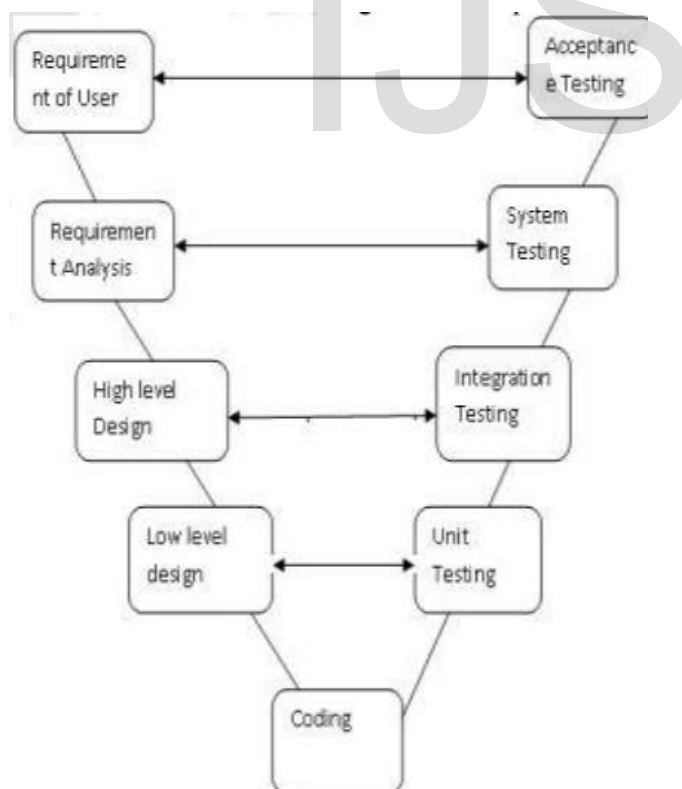 IJS
Requireme
nt of User
Acceptanc
e Testing
Requiremen
t Analysis
System
Testing
High level
Design
Integration
Testing
Low level
design
Unit
Testing
Coding